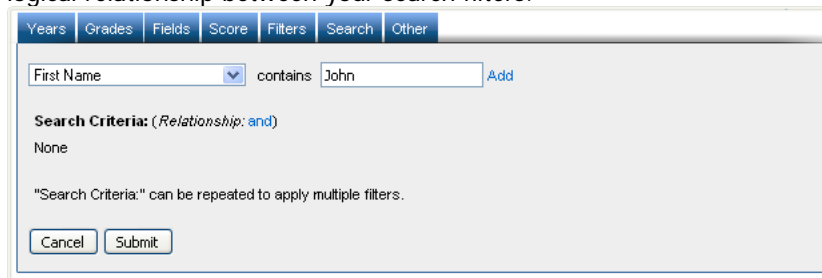 logical relationship between your search filters.
Years Grades Fields Score Filters Search Other
First Name contains John Add
Search Criteria: (Relationship: and)
None
"Search Criteria:" can be repeated to apply multiple filters.
Cancel Submit